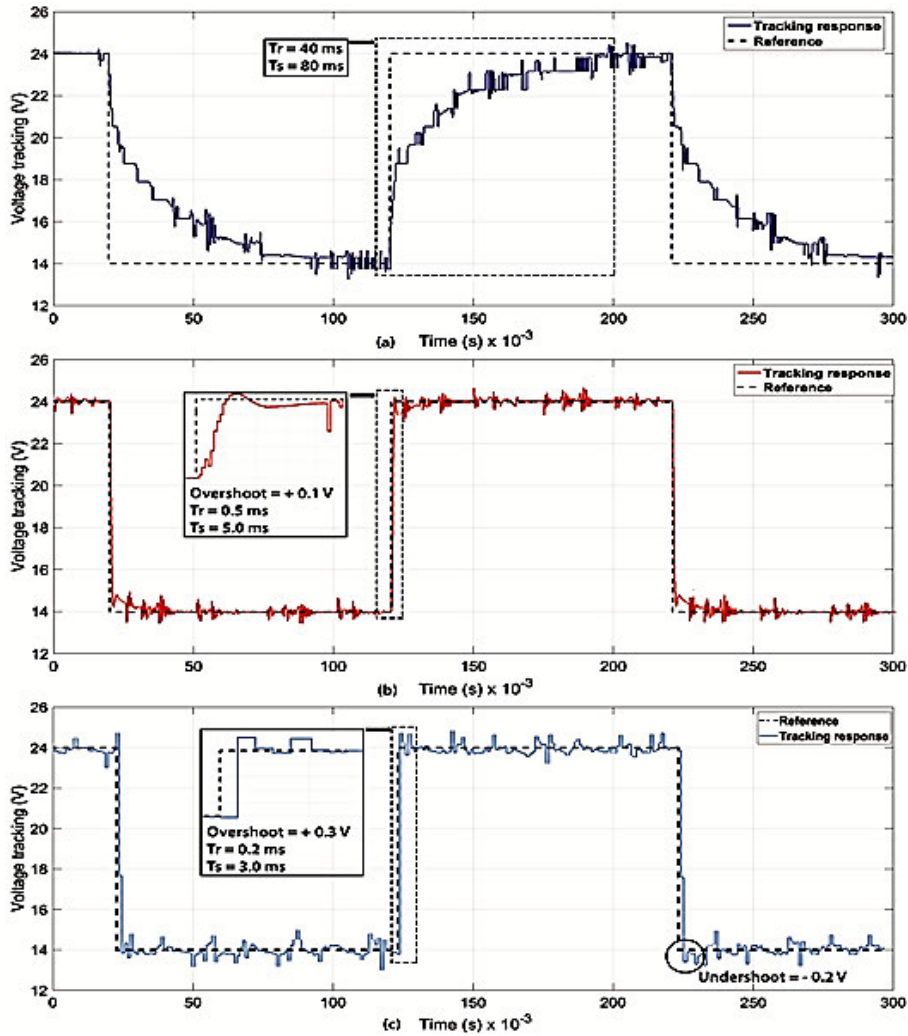 26
24
22
20
18
16
14
12
Voltage tracking (V)
Tr = 40 ms
Ts = 80 ms
Tracking response
Reference
0 50 100 150 200 250 300
(a) Time (s) x 10-3
26
24
22
20
18
16
14
12
Voltage tracking (V)
Overshoot = + 0.1 V
Tr = 0.5 ms
Ts = 5.0 ms
Tracking response
Reference
0 50 100 150 200 250 300
(b) Time (s) x 10-3
26
24
22
20
18
16
14
12
Voltage tracking (V)
Overshoot = + 0.3 V
Tr = 0.2 ms
Ts = 3.0 ms
Reference
Tracking response
Undershoot = - 0.2 V
0 50 100 150 200 250 300
(c) Time (s) x 10-3